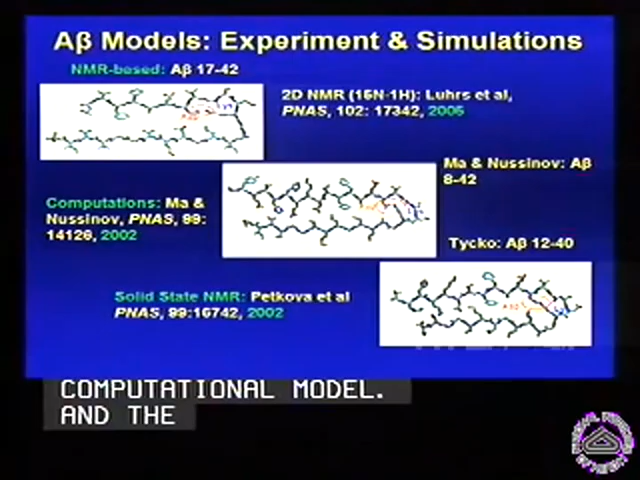 Aβ Models: Experiment & Simulations
NMR-based: Aβ 17-42
2D NMR (15N-1H): Luhrs et al,
PNAS, 102: 17342, 2005
Ma & Nussinov: Aβ
8-42
Computations: Ma &
Nussinov, PNAS, 99:
14126, 2002
Tycko: Aβ 12-40
Solid State NMR: Petkova et al
PNAS, 99:16742, 2002
COMPUTATIONAL MODEL.
AND THE